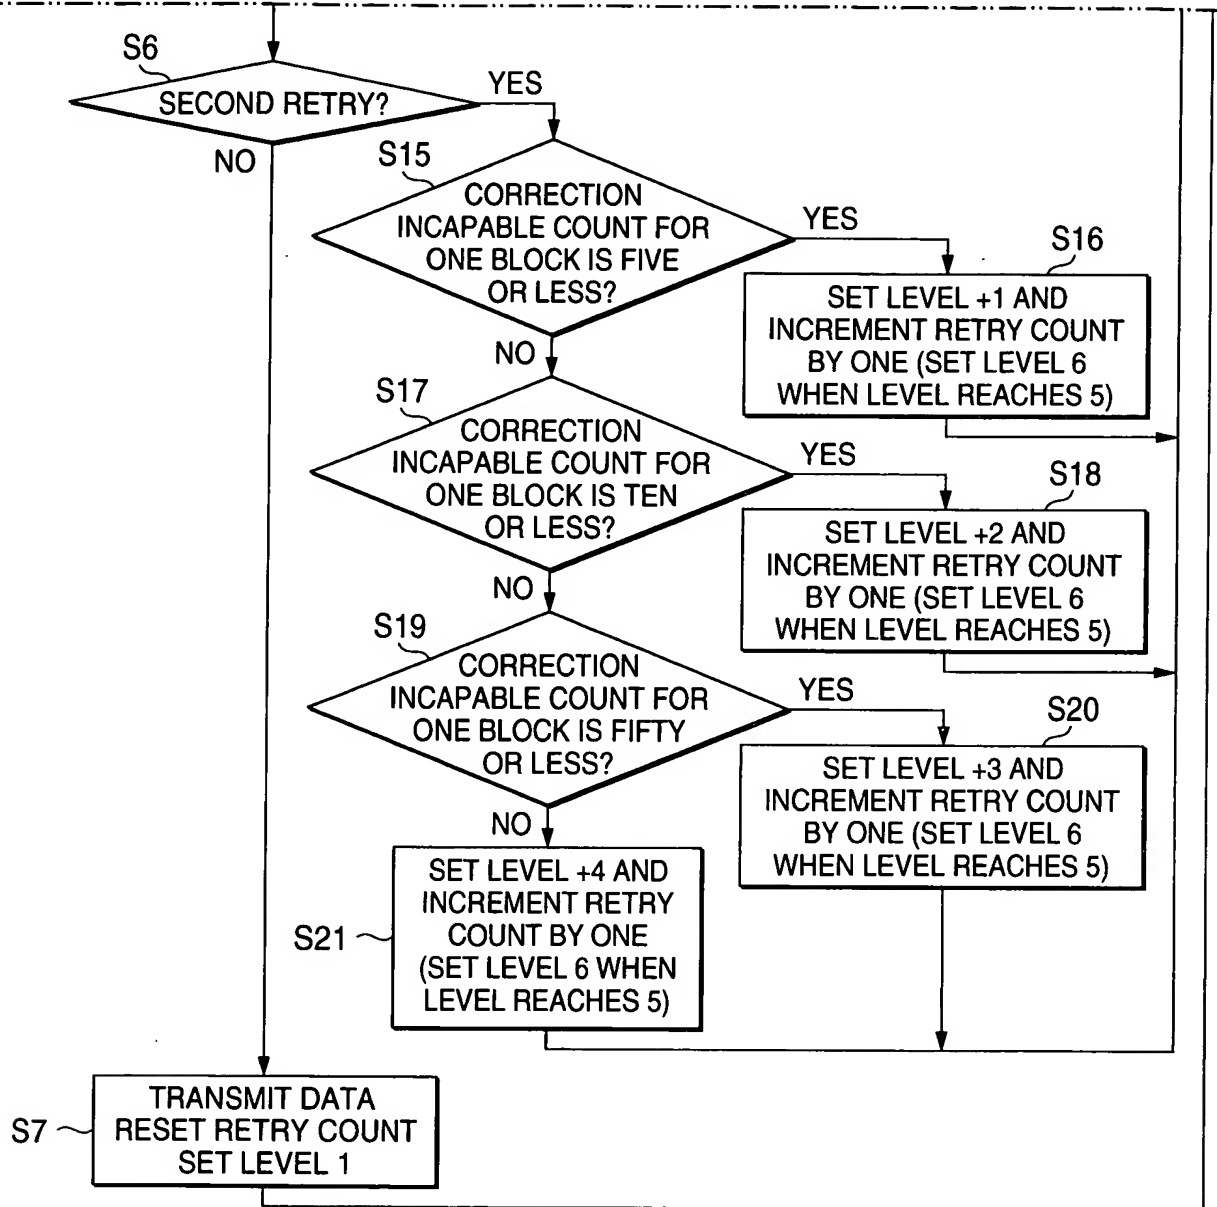 S6
SECOND RETRY?
YES
NO
S15
CORRECTION
INCAPABLE COUNT FOR
ONE BLOCK IS FIVE
OR LESS?
YES
NO
S16
SET LEVEL +1 AND
INCREMENT RETRY COUNT
BY ONE (SET LEVEL 6
WHEN LEVEL REACHES 5)
S17
CORRECTION
INCAPABLE COUNT FOR
ONE BLOCK IS TEN
OR LESS?
YES
NO
S18
SET LEVEL +2 AND
INCREMENT RETRY COUNT
BY ONE (SET LEVEL 6
WHEN LEVEL REACHES 5)
S19
CORRECTION
INCAPABLE COUNT FOR
ONE BLOCK IS FIFTY
OR LESS?
YES
NO
S20
SET LEVEL +3 AND
INCREMENT RETRY COUNT
BY ONE (SET LEVEL 6
WHEN LEVEL REACHES 5)
S21
SET LEVEL +4 AND
INCREMENT RETRY
COUNT BY ONE
(SET LEVEL 6 WHEN
LEVEL REACHES 5)
S7
TRANSMIT DATA
RESET RETRY COUNT
SET LEVEL 1